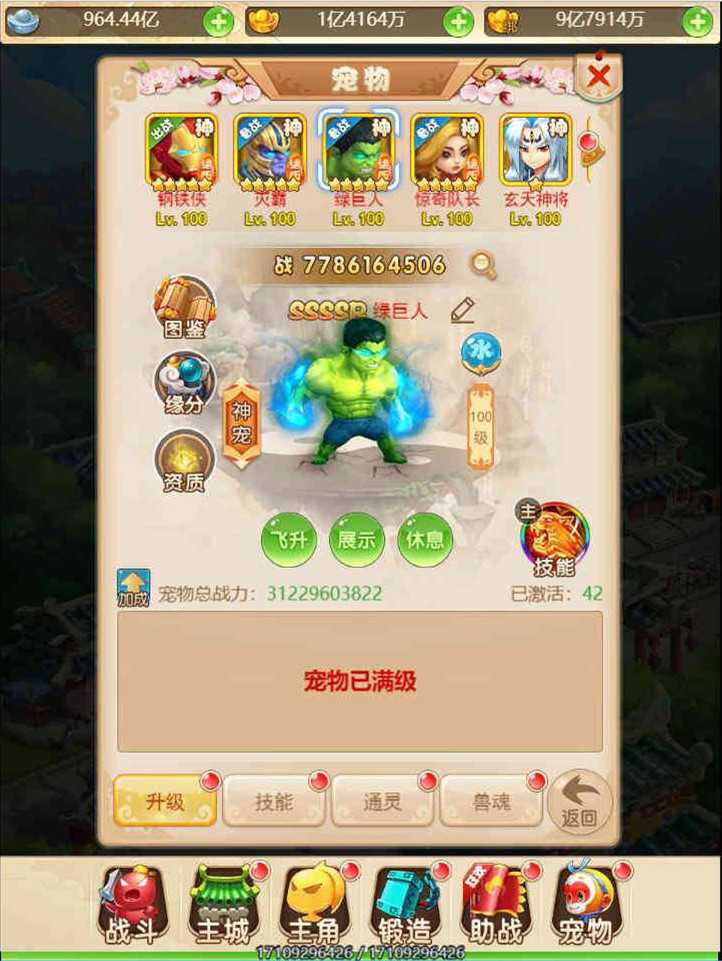 964.44亿
1亿4164万
9亿7914万
邦
宠物
出战 神
备战 神
备战 神
备战 神
神
钢铁侠 灭霸 绿巨人 惊奇队长 玄天神将
Lv. 100 Lv. 100 Lv. 100 Lv. 100 Lv. 100
战 7786164506
SSSSR 绿巨人
图鉴
水
缘分
神宠
100级
资质
飞升 展示 休息
主
技能
加成 宠物总战力：31229603822 已激活：42
宠物已满级
升级 技能 通灵 兽魂 返回
战斗 主城 主角 锻造 助战 宠物
17109296426 / 17109296426